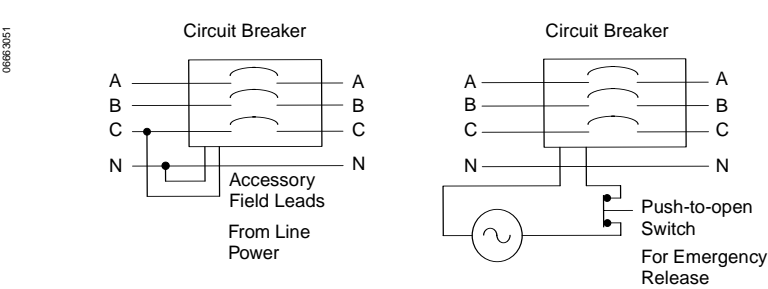 06663051
Circuit Breaker
A A
B B
C C
N N
Accessory
Field Leads
From Line
Power
Circuit Breaker
A A
B B
C C
N N
Push-to-open
Switch
For Emergency
Release